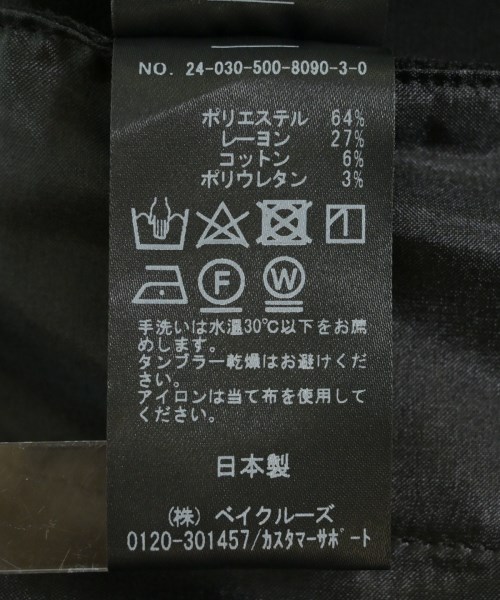 NO. 24-030-500-8090-3-0
ポリエステル 64%
レーヨン 27%
コットン 6%
ポリウレタン 3%
1
F W
手洗いは水温30℃以下をお薦
めします。
タンブラー乾燥はお避けくだ
さい。
アイロンは当て布を使用して
ください。
日本製
(株) ベイクルーズ
0120-301457/カスタマーサポート